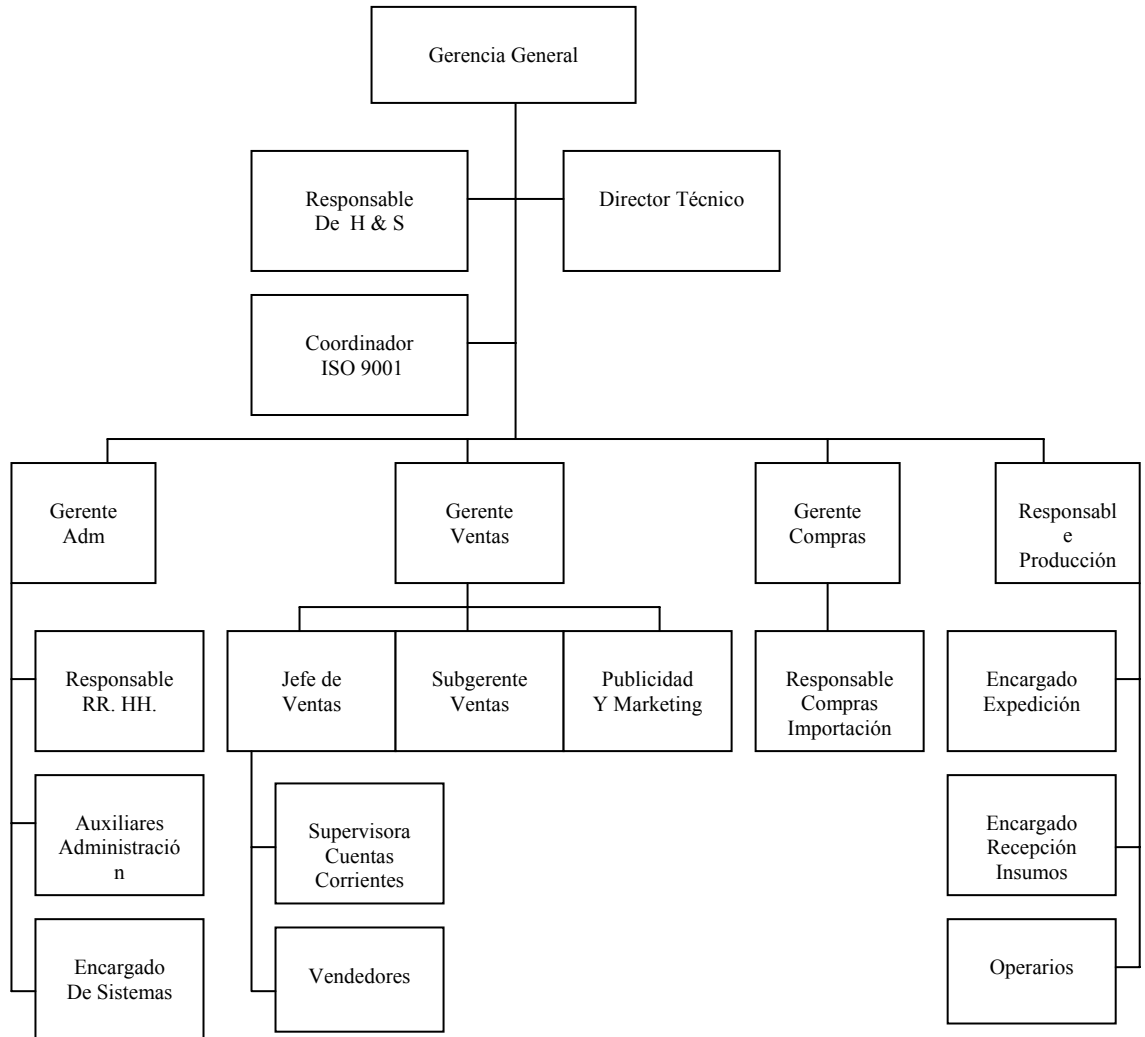 Gerencia General
Responsable
De H & S
Director Técnico
Coordinador
ISO 9001
Gerente
Adm
Gerente
Ventas
Gerente
Compras
Responsabl
e
Producción
Responsable
RR. HH.
Jefe de
Ventas
Subgerente
Ventas
Publicidad
Y Marketing
Responsable
Compras
Importación
Encargado
Expedición
Auxiliares
Administració
n
Supervisora
Cuentas
Corrientes
Encargado
Recepción
Insumos
Encargado
De Sistemas
Vendedores
Operarios